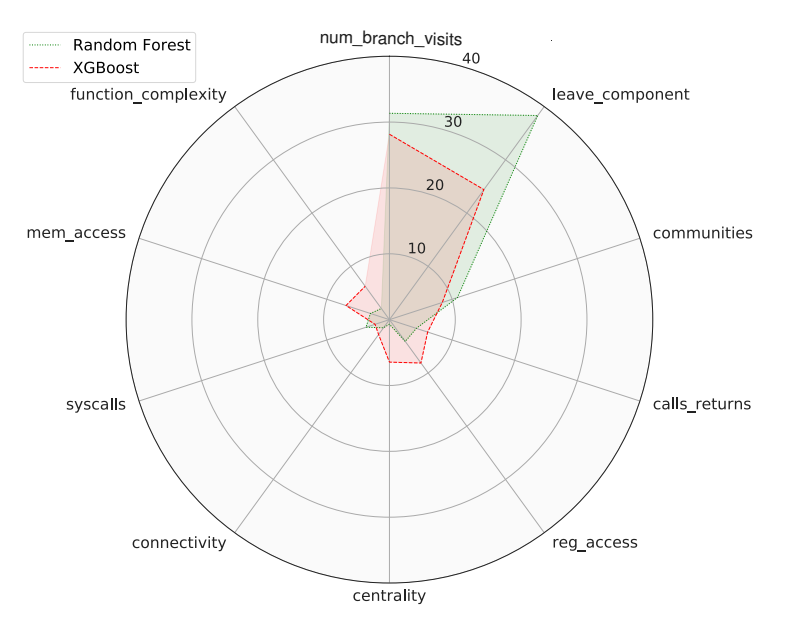 num_branch_visits
Random Forest
XGBoost
40
function_complexity
leave_component
30
20
mem_access
communities
10
syscalls
calls_returns
connectivity
reg_access
centrality